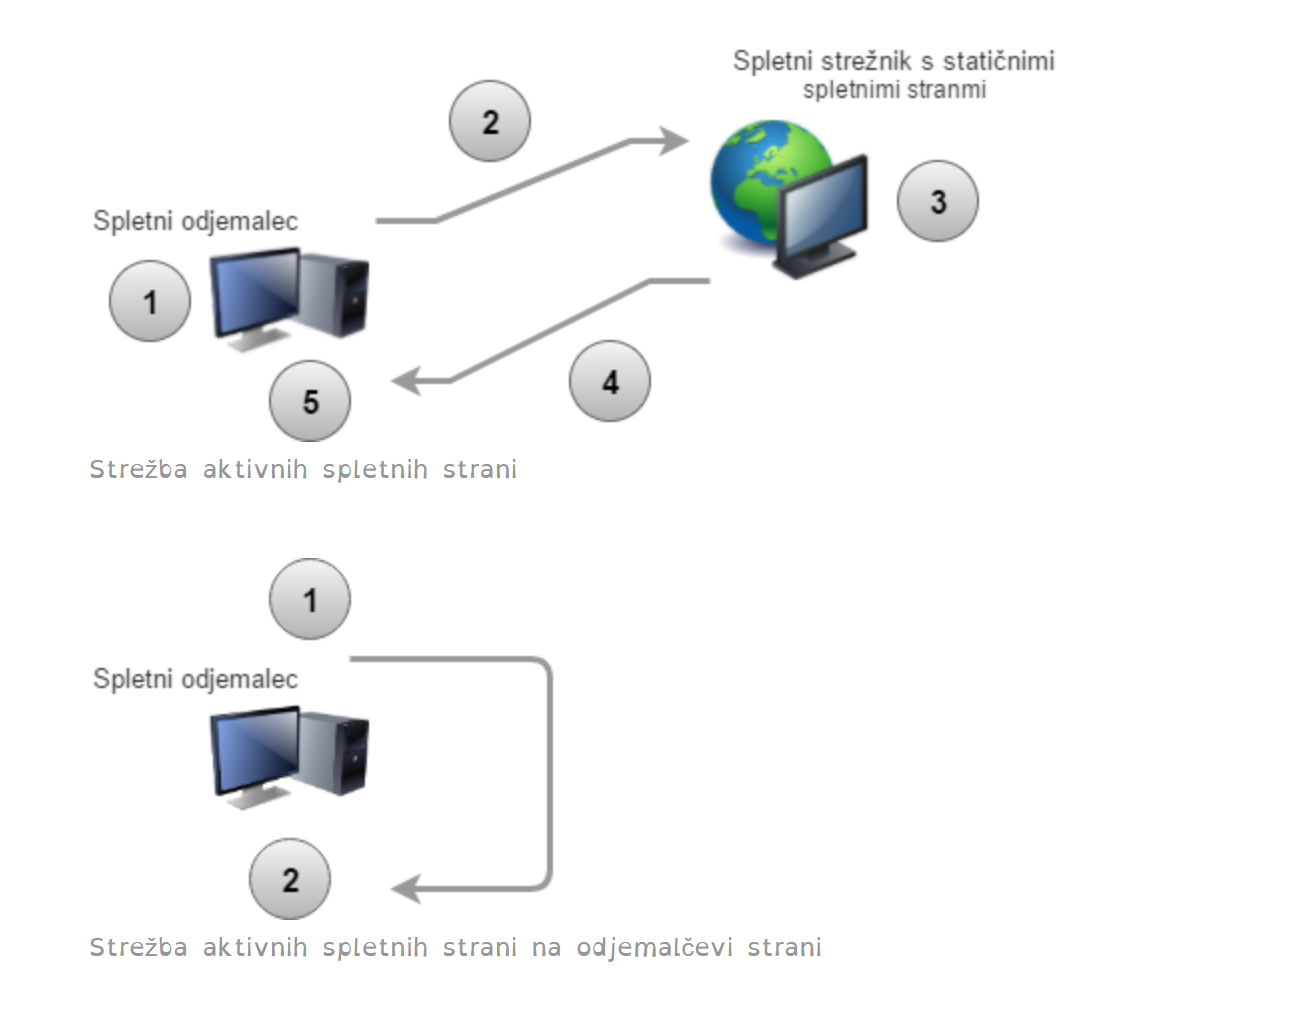 Spletni strežnik s statičnimi
spletnimi stranmi
2
3
Spletni odjemalec
1
4
5
Strežba aktivnih spletnih strani
1
Spletni odjemalec
2
Strežba aktivnih spletnih strani na odjemalčevi strani